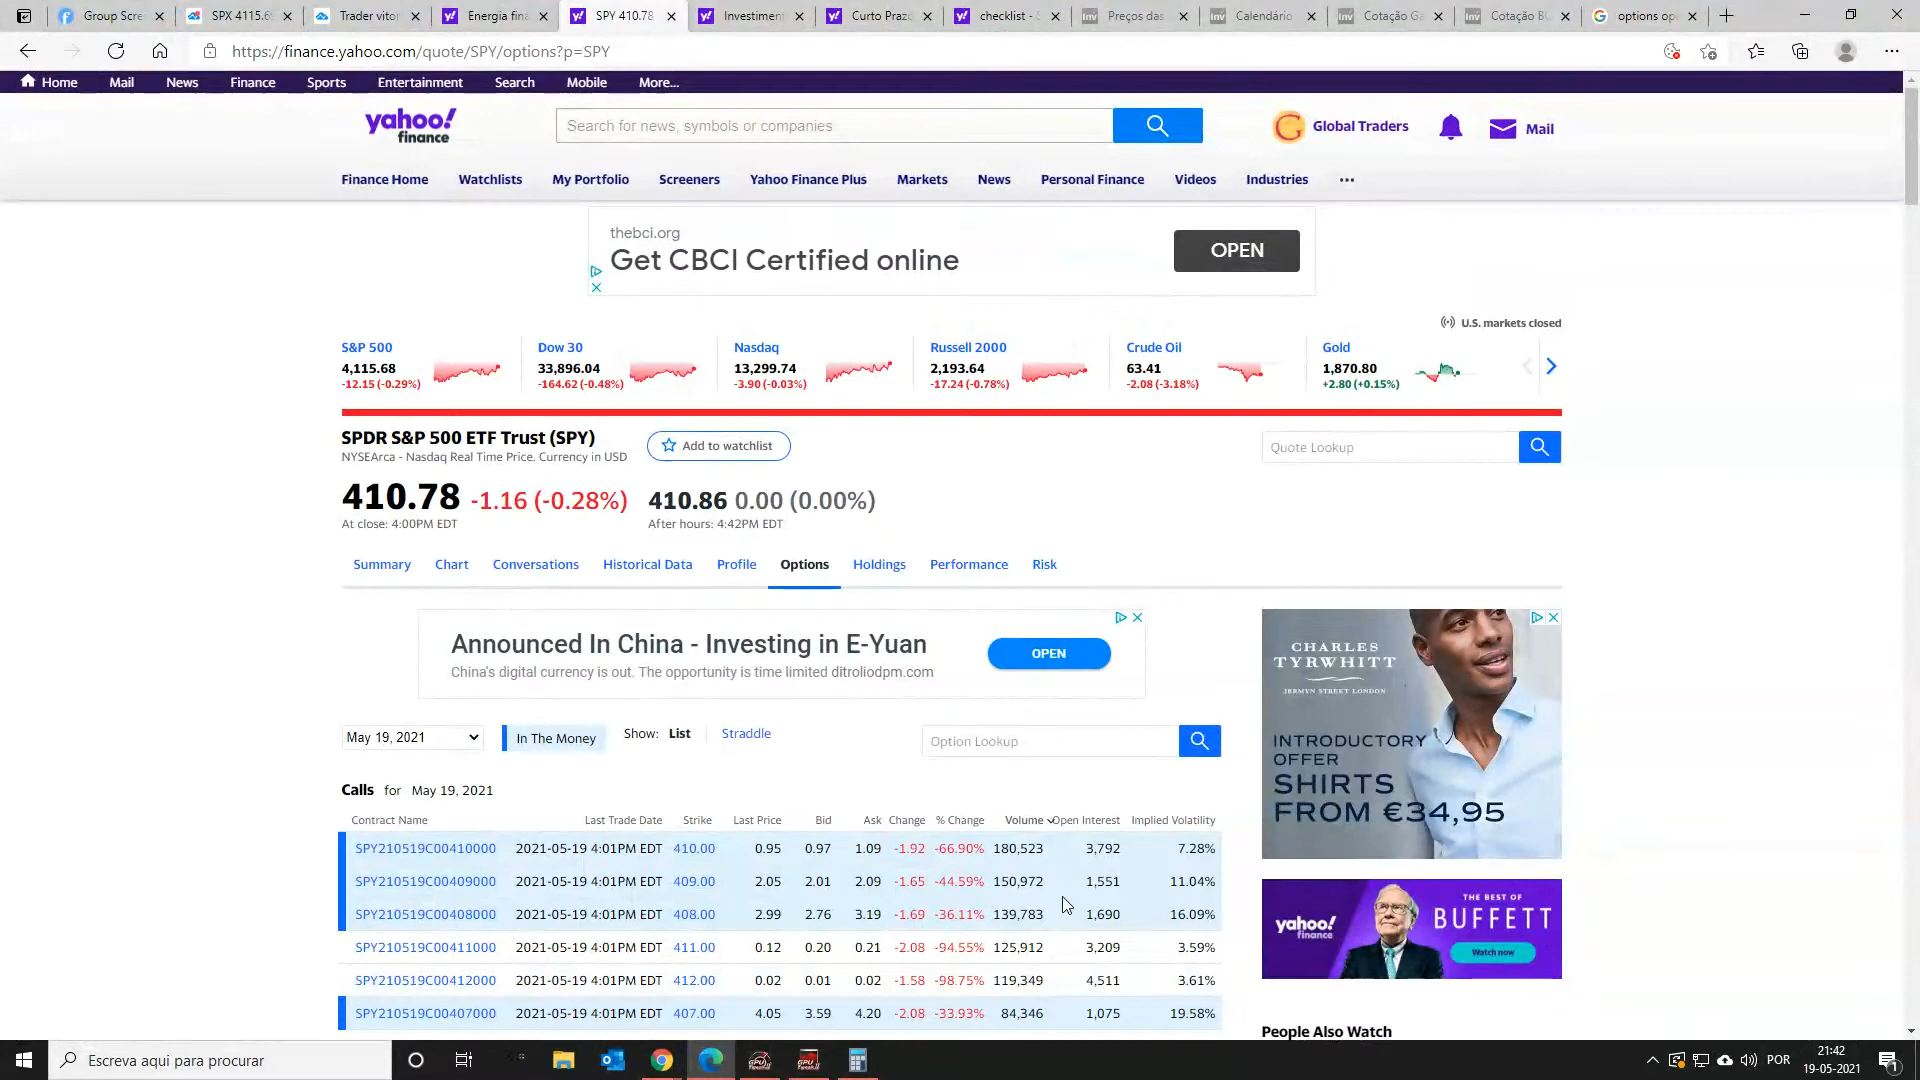 Group Scre
SPX 4115.6
Trader vitor
Energia fina
SPY 410.78
Investiment
Curto Prazo
checklist - S
Preços das
Calendário
Cotação Ga
Cotação BU
options op
https://finance.yahoo.com/quote/SPY/options?p=SPY
Home Mail News Finance Sports Entertainment Search Mobile More...
yahoo!
finance
Search for news, symbols or companies
Global Traders
Mail
Finance Home Watchlists My Portfolio Screeners Yahoo Finance Plus Markets News Personal Finance Videos Industries ...
thebci.org
Get CBCI Certified online
OPEN
U.S. markets closed
S&P 500 Dow 30 Nasdaq Russell 2000 Crude Oil Gold
4,115.68 33,896.04 13,299.74 2,193.64 63.41 1,870.80
-12.15 (-0.29%) -164.62 (-0.48%) -3.90 (-0.03%) -17.24 (-0.78%) -2.08 (-3.18%) +2.80 (+0.15%)
SPDR S&P 500 ETF Trust (SPY)
NYSEArca - Nasdaq Real Time Price. Currency in USD
Add to watchlist
Quote Lookup
410.78 -1.16 (-0.28%)
At close: 4:00PM EDT
410.86 0.00 (0.00%)
After hours: 4:42PM EDT
Summary Chart Conversations Historical Data Profile Options Holdings Performance Risk
Announced In China - Investing in E-Yuan
China's digital currency is out. The opportunity is time limited ditroliodpm.com
OPEN
CHARLES
TYRWHITT
JERMYN STREET LONDON
INTRODUCTORY
OFFER
SHIRTS
FROM €34,95
May 19, 2021
In The Money
Show: List Straddle
Option Lookup
Calls for May 19, 2021
Contract Name Last Trade Date Strike Last Price Bid Ask Change % Change Volume Open Interest Implied Volatility
SPY210519C00410000 2021-05-19 4:01PM EDT 410.00 0.95 0.97 1.09 -1.92 -66.90% 180,523 3,792 7.28%
SPY210519C00409000 2021-05-19 4:01PM EDT 409.00 2.05 2.01 2.09 -1.65 -44.59% 150,972 1,551 11.04%
SPY210519C00408000 2021-05-19 4:01PM EDT 408.00 2.99 2.76 3.19 -1.69 -36.11% 139,783 1,690 16.09%
SPY210519C00411000 2021-05-19 4:01PM EDT 411.00 0.12 0.20 0.21 -2.08 -94.55% 125,912 3,209 3.59%
SPY210519C00412000 2021-05-19 4:01PM EDT 412.00 0.02 0.01 0.02 -1.58 -98.75% 119,349 4,511 3.61%
SPY210519C00407000 2021-05-19 4:01PM EDT 407.00 4.05 3.59 4.20 -2.08 -33.93% 84,346 1,075 19.58%
yahoo!
finance
THE BEST OF
BUFFETT
Watch now
People Also Watch
Escreva aqui para procurar
POR
21:42
19-05-2021
1